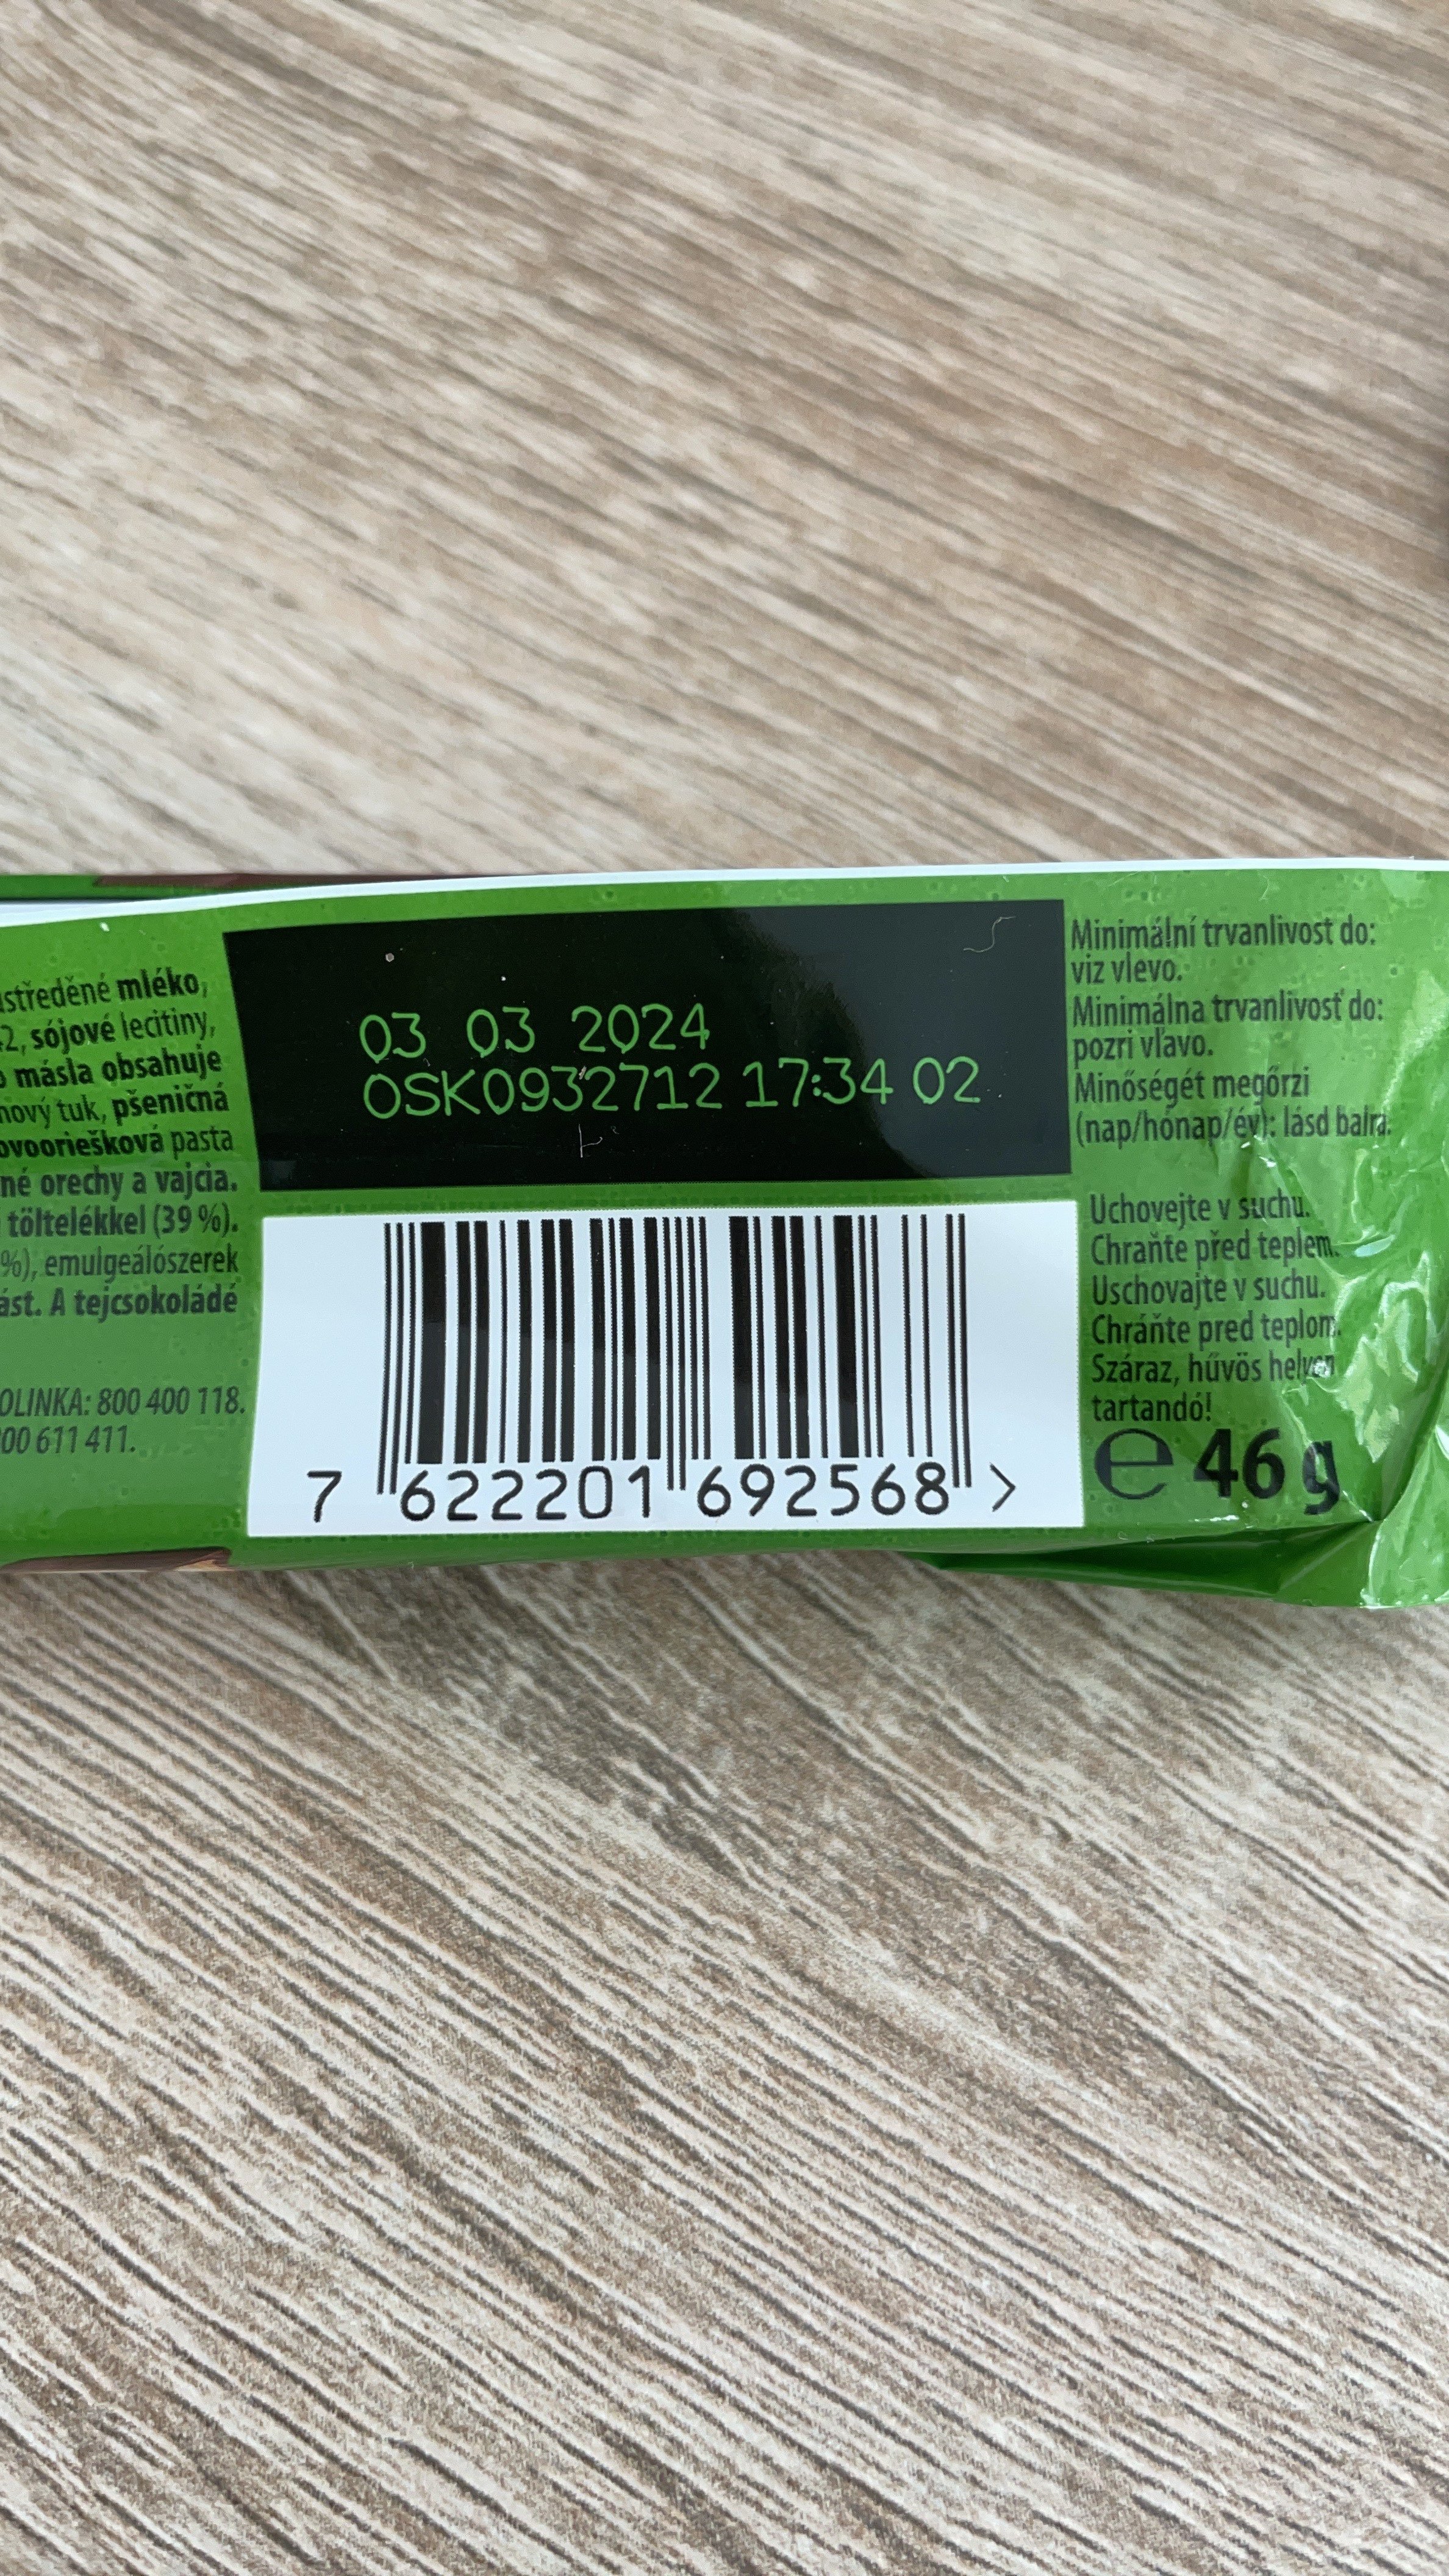 středěné mléko,
2, sójové lecitiny,
másla obsahuje
nový tuk, pšeničná
ovooriešková pasta
né orechy a vajcia.
töltelékkel (39 %).
%), emulgeálószerek
ást. A tejcsokoládé
OLINKA: 800 400 118.
00 611 411.
03 03 2024
OSK0932712 17:34 02
7 622201 692568 >
Minimální trvanlivost do:
viz vlevo.
Minimálna trvanlivosť do:
pozri vľavo.
Minőségét megőrzi
(nap/hónap/év): lásd balra.
Uchovejte v suchu.
Chraňte před teplem.
Uschovajte v suchu.
Chráňte pred teplom.
Száraz, hűvös helyen
tartandó!
e 46 g